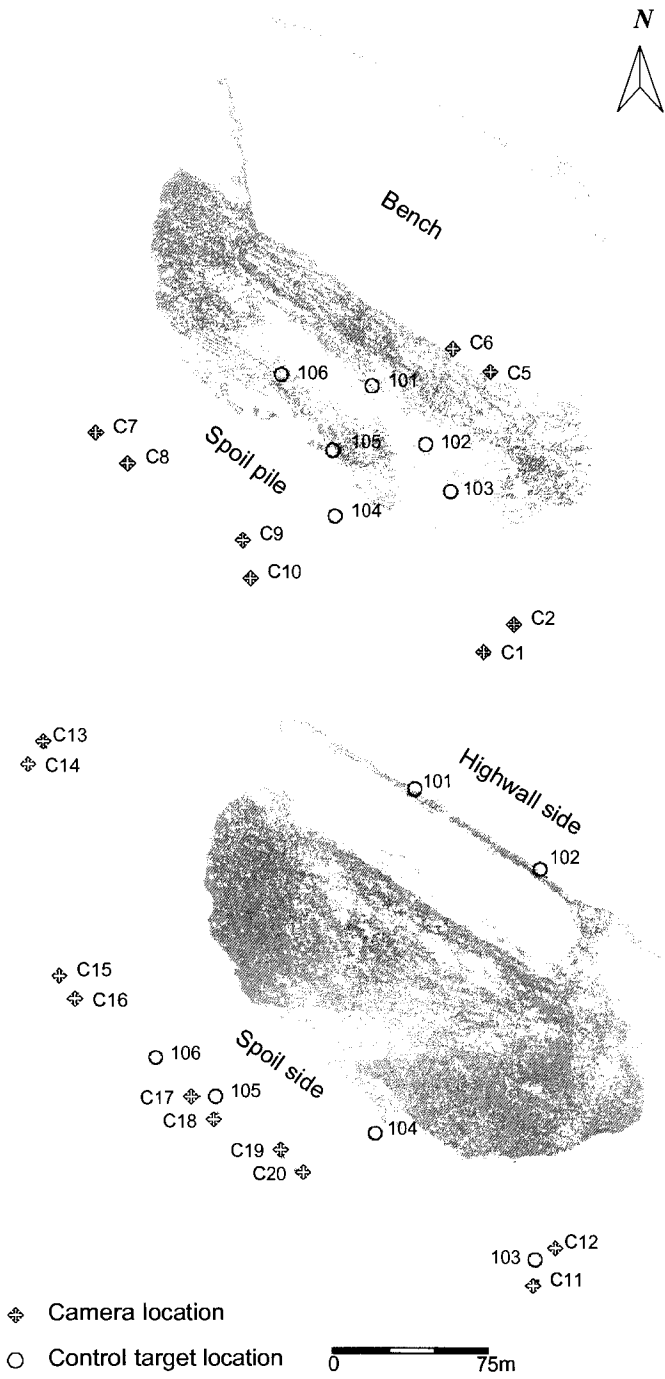 N
Bench
C6
C5
106
101
C7
105
102
C8
Spoil pile
103
104
C9
C10
C2
C1
C13
C14
101
Highwall side
102
C15
C16
106
Spoil side
C17
105
C18
104
C19
C20
C12
103
C11
Camera location
Control target location
0
75m